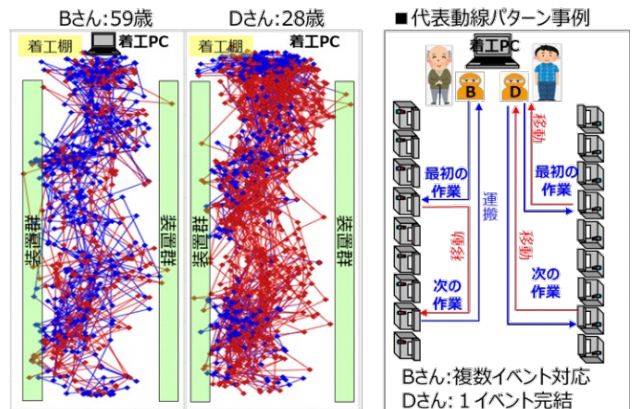 Bさん:59歳
着工棚
着工PC
装置群
装置群
Dさん:28歳
着工棚
着工PC
装置群
装置群
■代表動線パターン事例
着工PC
B
D
移動
最初の
作業
運搬
最初の
作業
移動
移動
次の
作業
次の
作業
Bさん:複数イベント対応
Dさん:1イベント完結